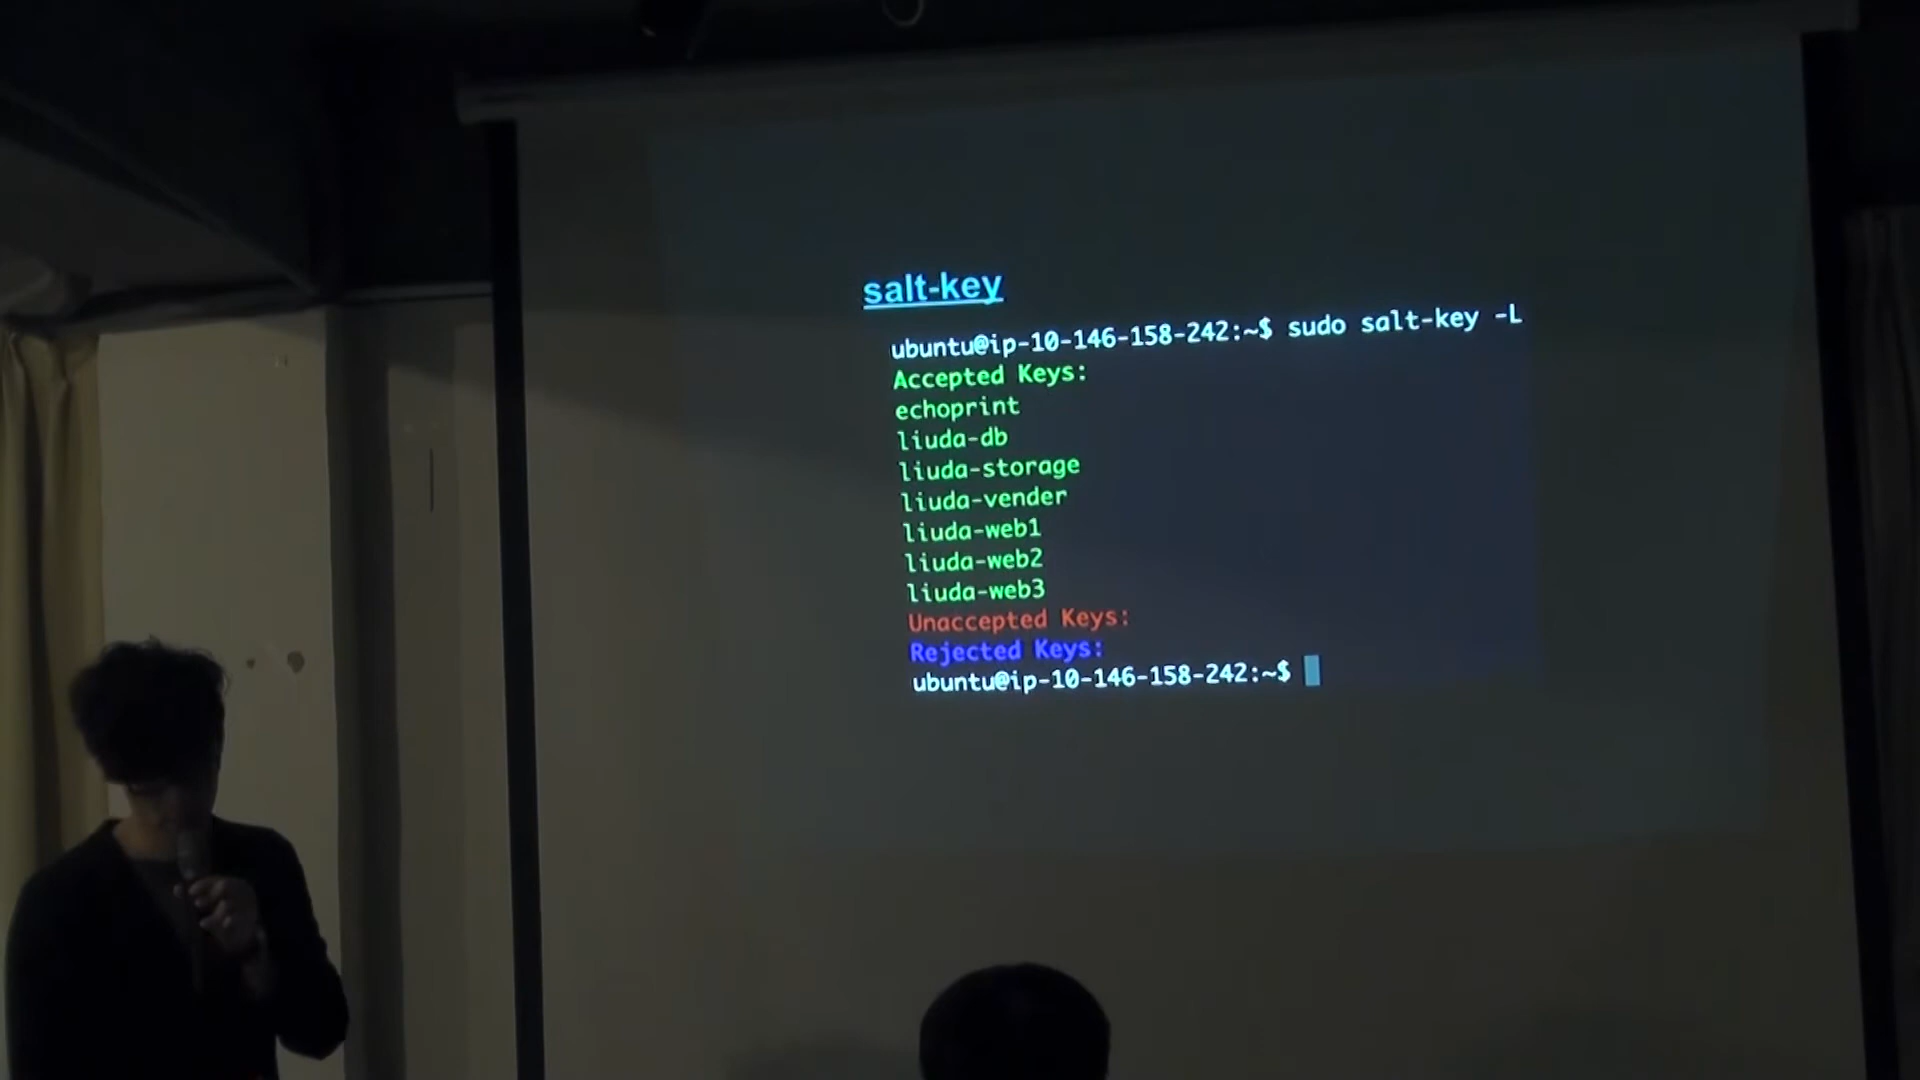 salt-key
ubuntu@ip-10-146-158-242:~$ sudo salt-key -L
Accepted Keys:
echoprint
liuda-db
liuda-storage
liuda-vender
liuda-web1
liuda-web2
liuda-web3
Unaccepted Keys:
Rejected Keys:
ubuntu@ip-10-146-158-242:~$